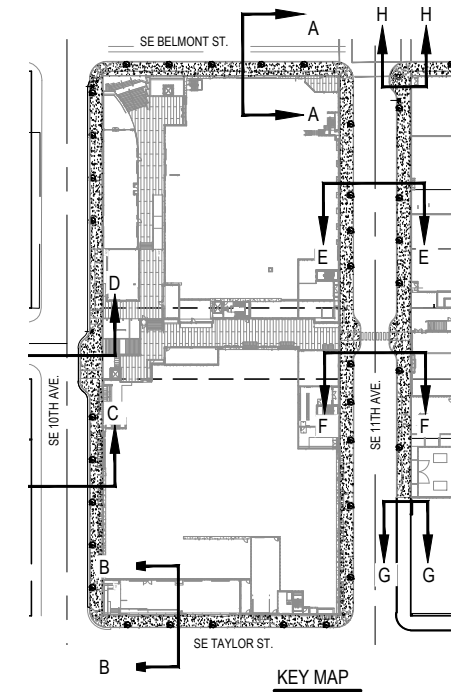 H H
SE BELMONT ST.
A
A
E E
D
SE 10TH AVE.
SE 11TH AVE.
C
F F
B
G G
SE TAYLOR ST.
B
KEY MAP